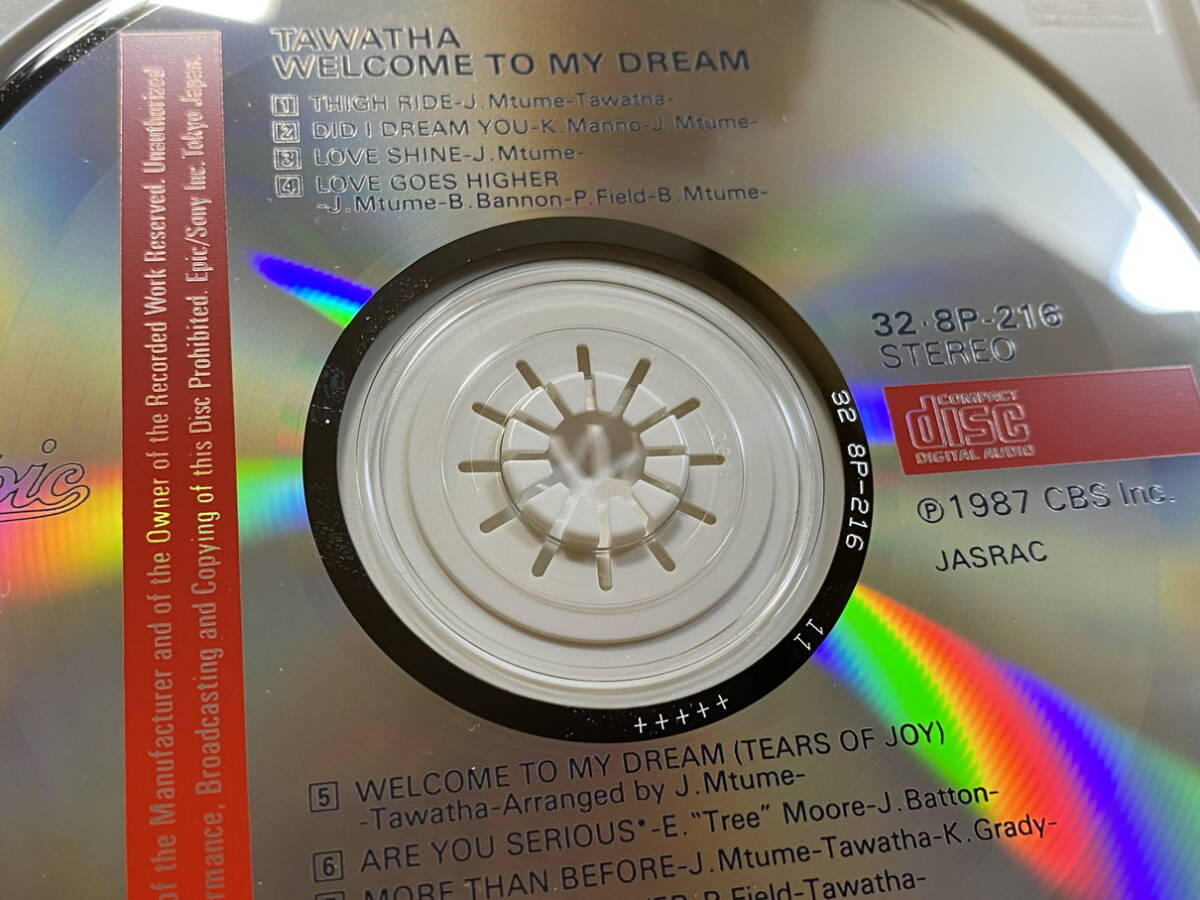 TAWATHA
WELCOME TO MY DREAM
1 THIGH RIDE-J.Mtume-Tawatha-
2 DID I DREAM YOU-K.Manno-J.Mtume-
3 LOVE SHINE-J.Mtume-
4 LOVE GOES HIGHER
-J.Mtume-B.Bannon-P.Field-B.Mtume-
of the Manufacturer and of the Owner of the Recorded Work Reserved. Unauthorized
Broadcasting and Copying of this Disc Prohibited. Epic/Sony Inc. Tokyo Japan.
32·8P-216
STEREO
COMPACT
disc
DIGITAL AUDIO
Ⓟ1987 CBS Inc.
JASRAC
32 8P-216 11 +++++
5 WELCOME TO MY DREAM (TEARS OF JOY)
-Tawatha-Arranged by J.Mtume-
6 ARE YOU SERIOUS*-E."Tree" Moore-J.Batton-
MORE THAN BEFORE-J.Mtume-Tawatha-K.Grady-
P.Field-Tawatha-